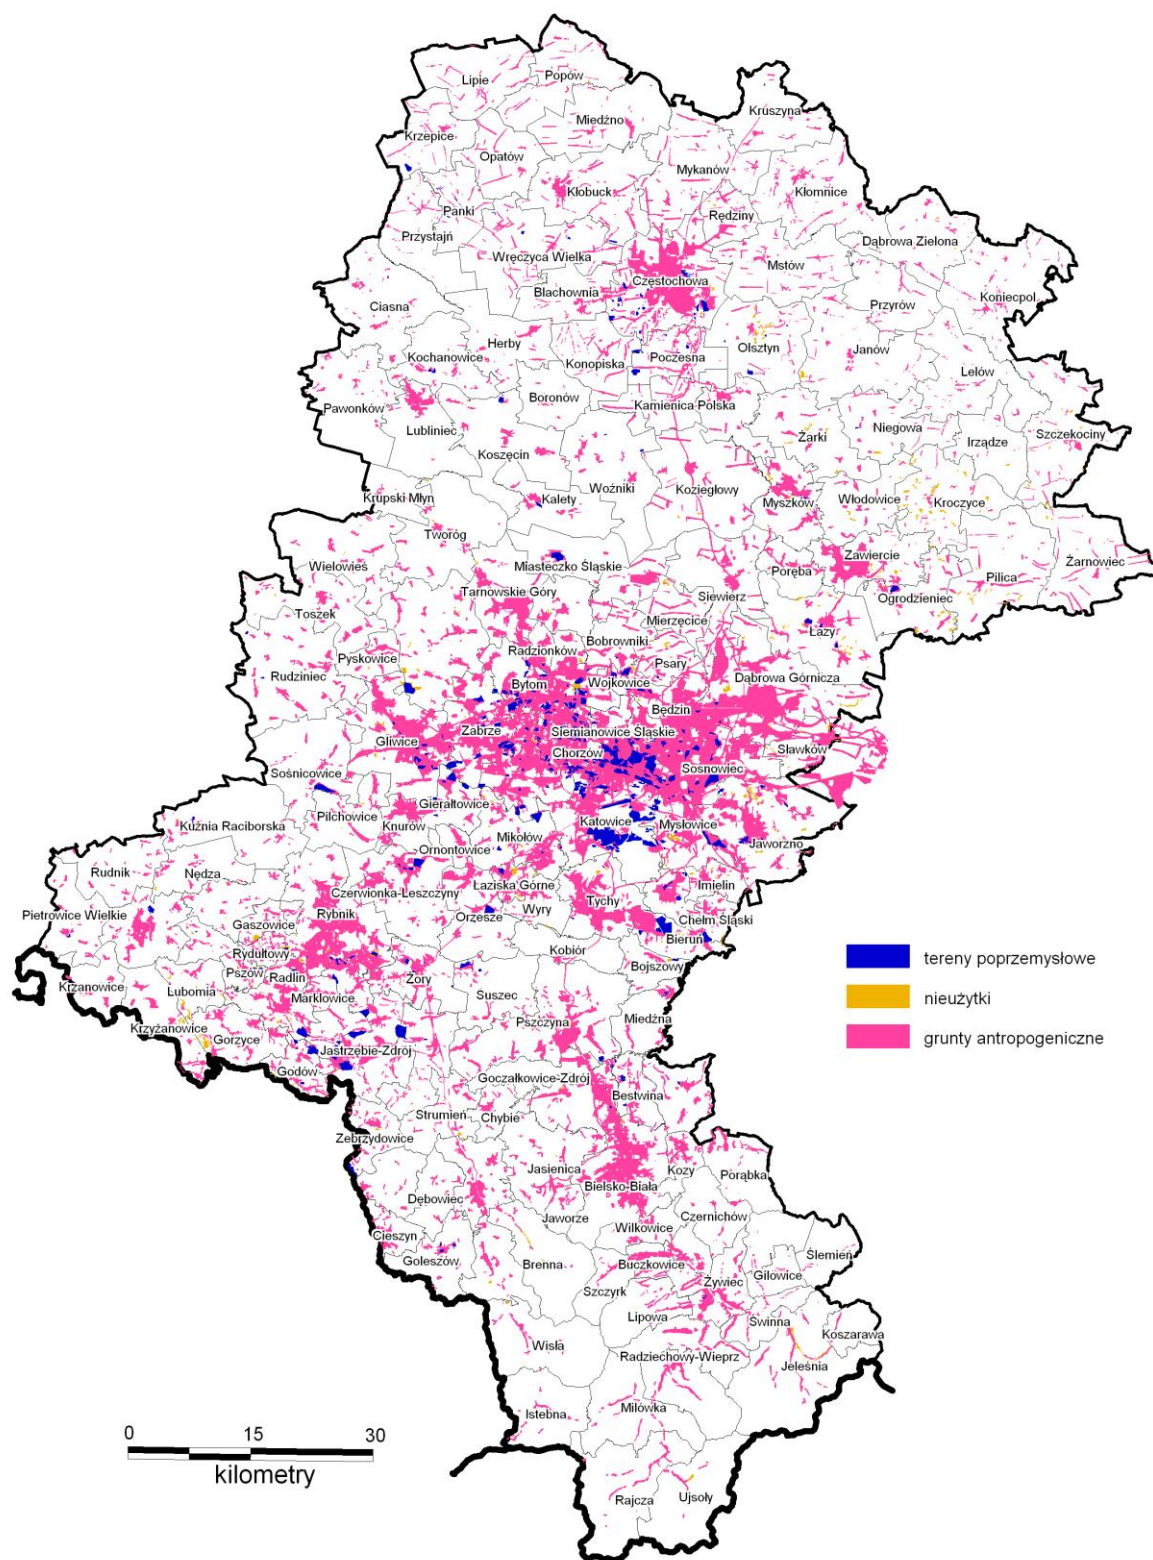 Lipie
Popów
Kruszyna
Miedźno
Krzepice
Opatów
Mykanów
Kłobuck
Kłomnice
Panki
Rędziny
Przystajń
Dąbrowa Zielona
Wręczyca Wielka
Mstów
Częstochowa
Blachownia
Koniecpol
Ciasna
Przyrów
Herby
Olsztyn
Janów
Kochanowice
Konopiska
Poczesna
Lelów
Boronów
Pawonków
Kamienica Polska
Lubliniec
Niegowa
Żarki
Irządze
Szczekociny
Koszęcin
Woźniki
Koziegłowy
Krupski Młyn
Kalety
Myszków
Włodowice
Kroczyce
Tworóg
Zawiercie
Wielowieś
Miasteczko Śląskie
Poręba
Pilica
Żarnowiec
Tarnowskie Góry
Siewierz
Ogrodzieniec
Toszek
Mierzęcice
Łazy
Bobrowniki
Radzionków
Psary
Pyskowice
Rudziniec
Bytom
Wojkowice
Dąbrowa Górnicza
Będzin
Zabrze
Siemianowice Śląskie
Gliwice
Chorzów
Sławków
Sosnowiec
Sośnicowice
Gierałtowice
Pilchowice
Kuźnia Raciborska
Knurów
Katowice
Mysłowice
Mikołów
Jaworzno
Ornontowice
Rudnik
Nędza
Łaziska Górne
Imielin
Czerwionka-Leszczyny
Tychy
Pietrowice Wielkie
Rybnik
Orzesze
Wyry
Chełm Śląski
Gaszowice
Bieruń
Rydułtowy
Kobiór
tereny poprzemysłowe
Pszów
Radlin
Bojszowy
Krzanowice
Żory
Lubomia
Marklowice
Suszec
nieużytki
Krzyżanowice
Pszczyna
Miedźna
Gorzyce
grunty antropogeniczne
Jastrzębie-Zdrój
Godów
Goczałkowice-Zdrój
Bestwina
Strumień
Chybie
Zebrzydowice
Jasienica
Kozy
Porąbka
Bielsko-Biała
Dębowiec
Jaworze
Czernichów
Wilkowice
Cieszyn
Ślemień
Goleszów
Brenna
Buczkowice
Gilowice
Żywiec
Szczyrk
Lipowa
Świnna
Koszarawa
Wisła
Radziechowy-Wieprz
Jeleśnia
Milówka
Istebna
0 15 30
kilometry
Rajcza
Ujsoły